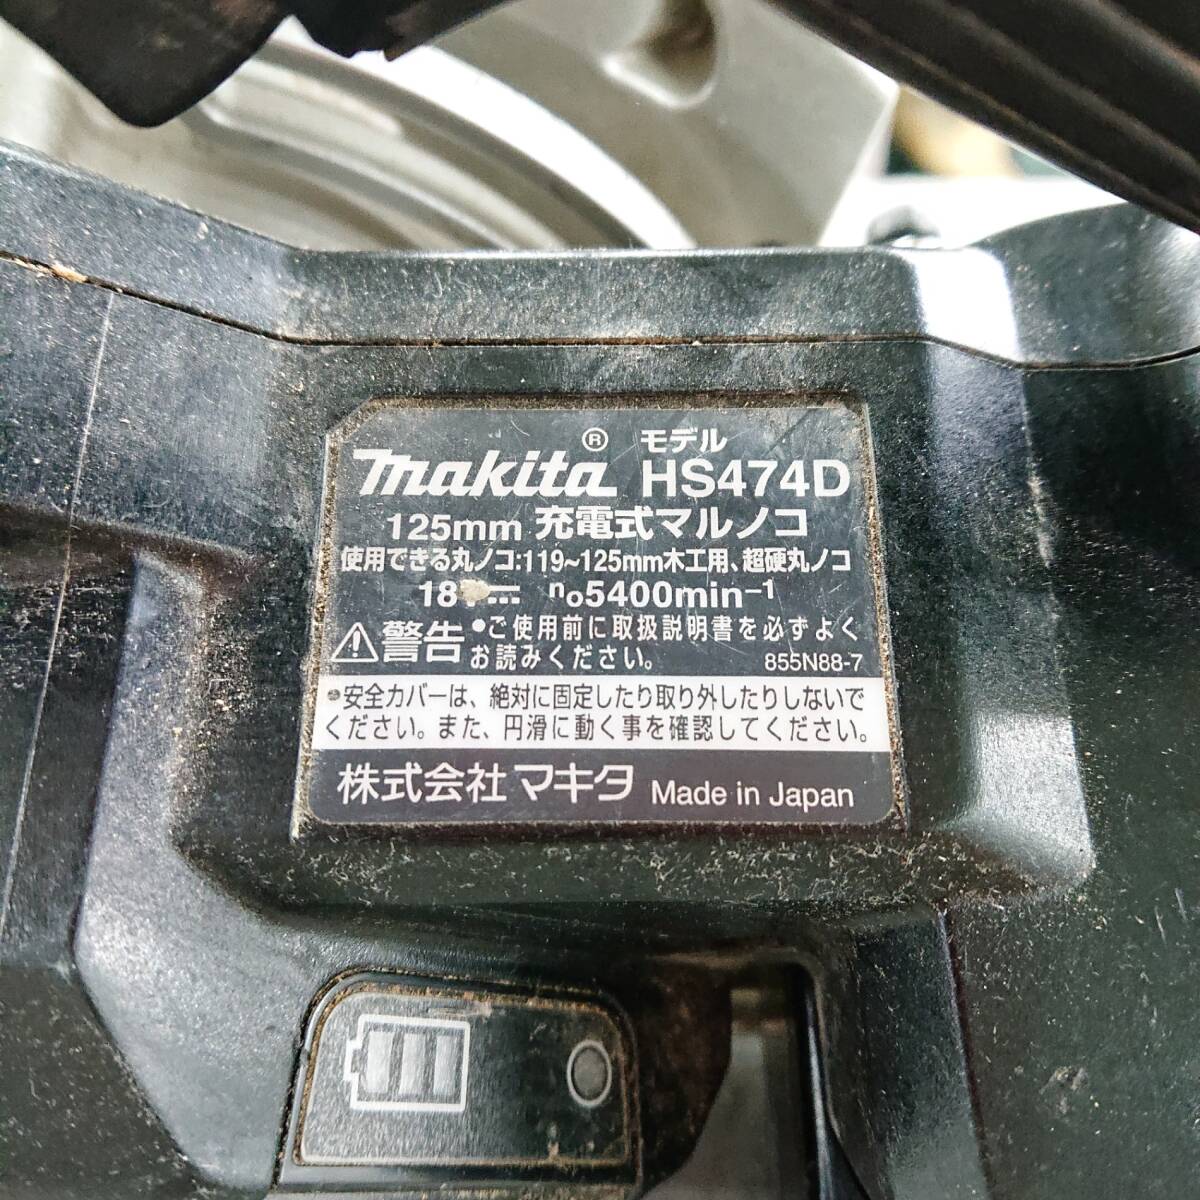 makita® モデル HS474D
125mm 充電式マルノコ
使用できる丸ノコ:119~125mm木工用、超硬丸ノコ
18 n₀5400min⁻¹
⚠警告 •ご使用前に取扱説明書を必ずよく
お読みください。 855N88-7
•安全カバーは、絶対に固定したり取り外したりしないで
ください。また、円滑に動く事を確認してください。
株式会社 マキタ Made in Japan